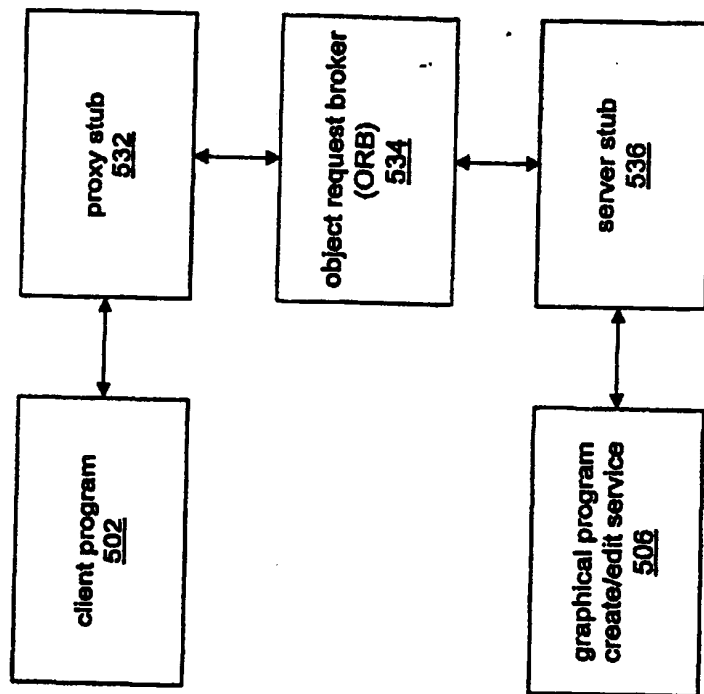 client program
502
proxy stub
532
object request broker
(ORB)
534
server stub
536
graphical program
create/edit service
506